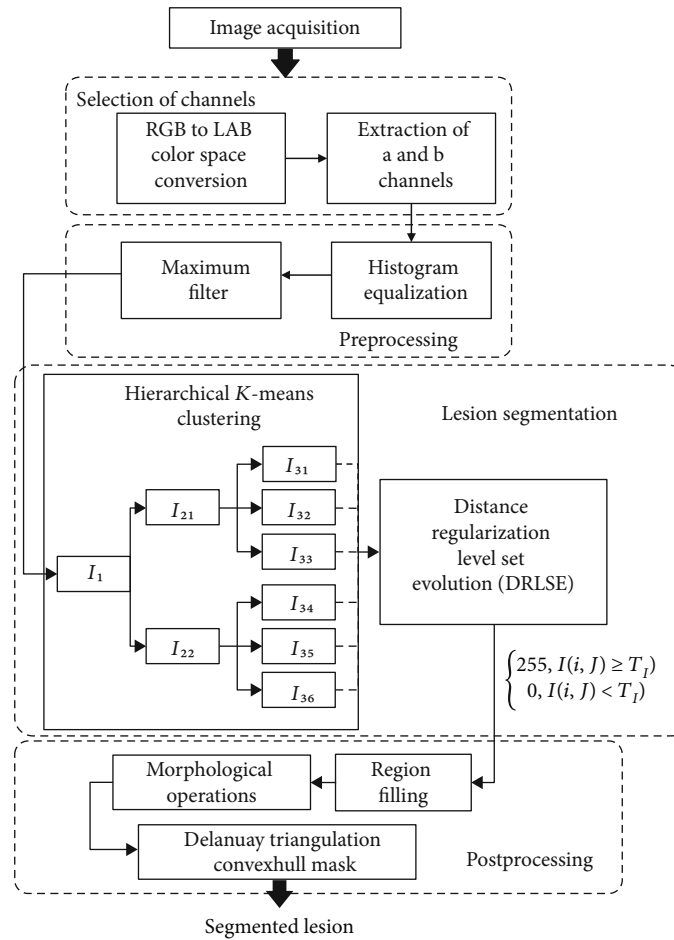 Image acquisition
Selection of channels
RGB to LAB
color space
conversion
Extraction of
a and b
channels
Maximum
filter
Histogram
equalization
Preprocessing
Hierarchical K-means
clustering
Lesion segmentation
I₁
I₂₁
I₂₂
I₃₁
I₃₂
I₃₃
I₃₄
I₃₅
I₃₆
Distance
regularization
level set
evolution (DRLSE)
{255, I(i, J) ≥ T_I)
0, I(i, J) < T_I)
Morphological
operations
Region
filling
Delanuay triangulation
convexhull mask
Postprocessing
Segmented lesion